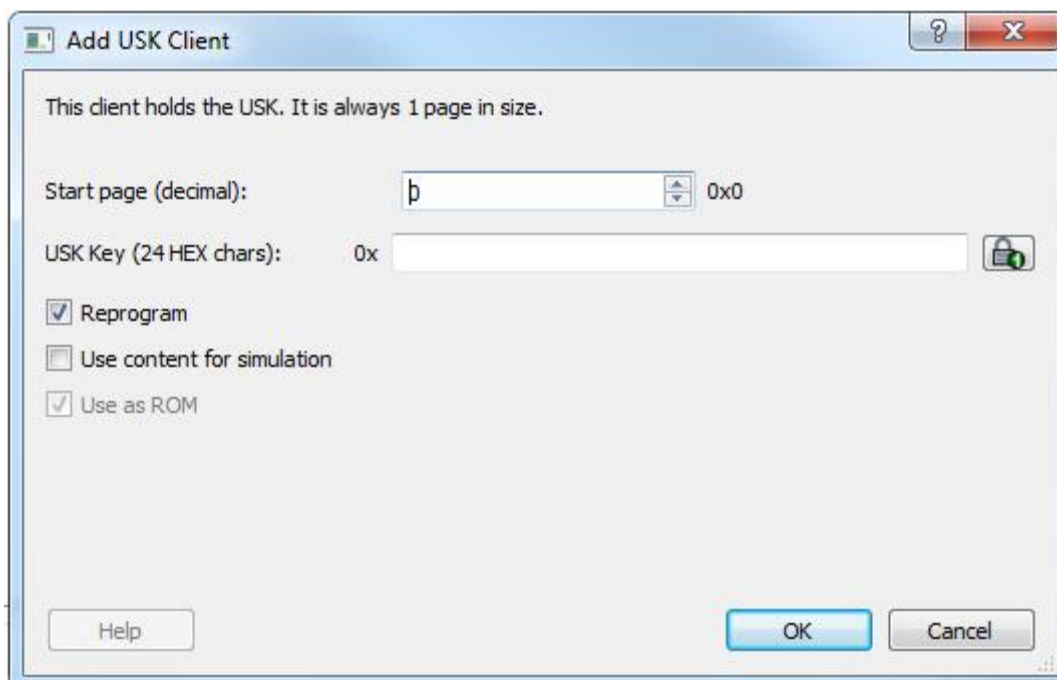 Add USK Client
This client holds the USK. It is always 1 page in size.
Start page (decimal): 0 0x0
USK Key (24 HEX chars): 0x
Reprogram
Use content for simulation
Use as ROM
Help OK Cancel